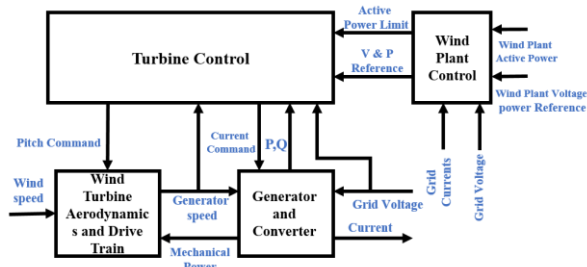 Active
Power Limit
Turbine Control
V & P
Reference
Wind
Plant
Control
Wind Plant
Active Power
Wind Plant Voltage
power Reference
Pitch Command
Current
Command
P,Q
Grid
Currents
Grid Voltage
Wind
speed
Wind
Turbine
Aerodynamic
s and Drive
Train
Generator
speed
Generator
and
Converter
Grid Voltage
Current
Mechanical
Power